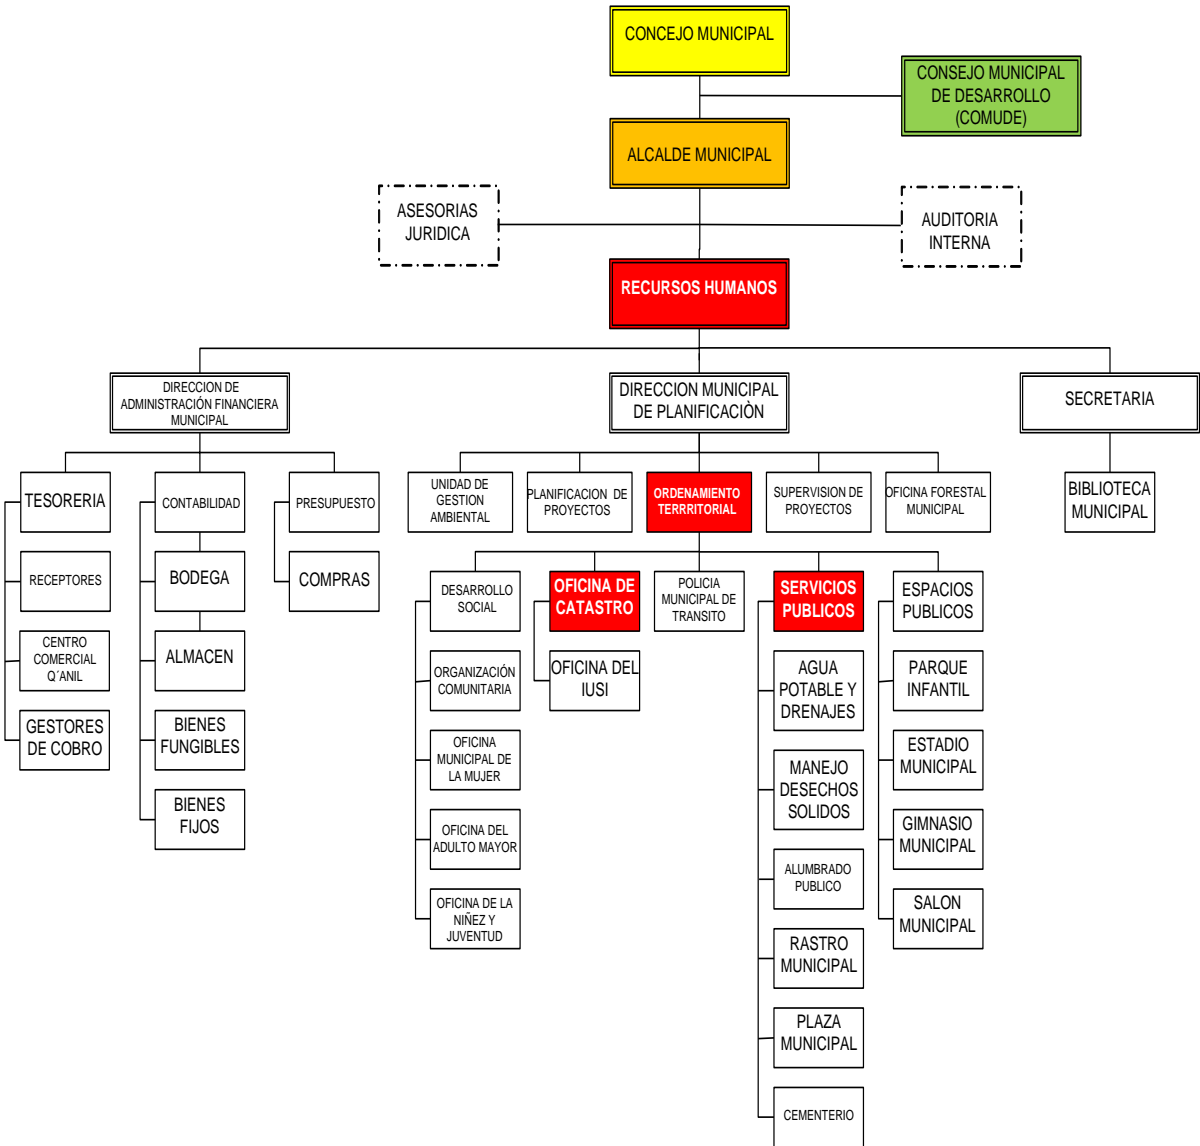 CONCEJO MUNICIPAL
CONSEJO MUNICIPAL
DE DESARROLLO
(COMUDE)
ALCALDE MUNICIPAL
ASESORIAS
JURIDICA
AUDITORIA
INTERNA
RECURSOS HUMANOS
DIRECCION DE
ADMINISTRACIÓN FINANCIERA
MUNICIPAL
DIRECCION MUNICIPAL
DE PLANIFICACIÒN
SECRETARIA
TESORERIA
CONTABILIDAD
PRESUPUESTO
UNIDAD DE
GESTION
AMBIENTAL
PLANIFICACION DE
PROYECTOS
ORDENAMIENTO
TERRRITORIAL
SUPERVISION DE
PROYECTOS
OFICINA FORESTAL
MUNICIPAL
BIBLIOTECA
MUNICIPAL
RECEPTORES
BODEGA
COMPRAS
DESARROLLO
SOCIAL
OFICINA DE
CATASTRO
POLICIA
MUNICIPAL DE
TRANSITO
SERVICIOS
PUBLICOS
ESPACIOS
PUBLICOS
CENTRO
COMERCIAL
Q´ANIL
ALMACEN
ORGANIZACIÓN
COMUNITARIA
OFICINA DEL
IUSI
AGUA
POTABLE Y
DRENAJES
PARQUE
INFANTIL
GESTORES
DE COBRO
BIENES
FUNGIBLES
OFICINA
MUNICIPAL DE
LA MUJER
MANEJO
DESECHOS
SOLIDOS
ESTADIO
MUNICIPAL
BIENES
FIJOS
OFICINA DEL
ADULTO MAYOR
ALUMBRADO
PUBLICO
GIMNASIO
MUNICIPAL
OFICINA DE LA
NIÑEZ Y
JUVENTUD
RASTRO
MUNICIPAL
SALON
MUNICIPAL
PLAZA
MUNICIPAL
CEMENTERIO